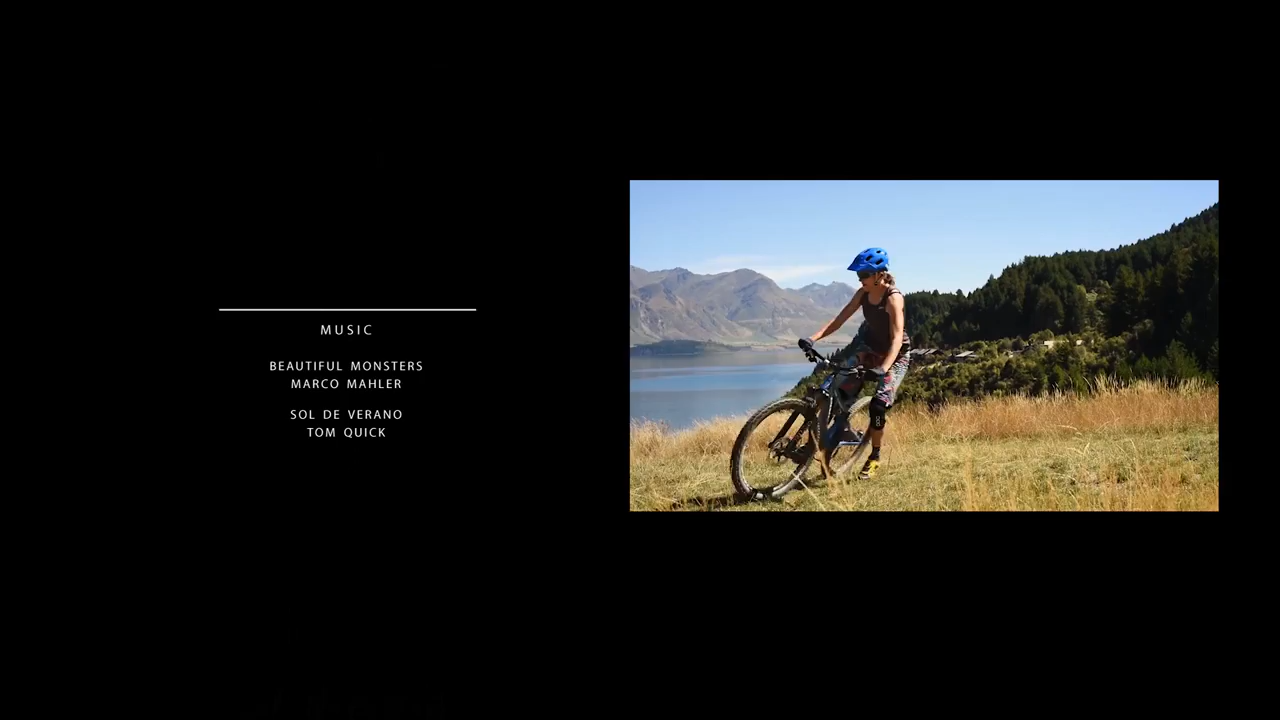 MUSIC
BEAUTIFUL MONSTERS
MARCO MAHLER
SOL DE VERANO
TOM QUICK